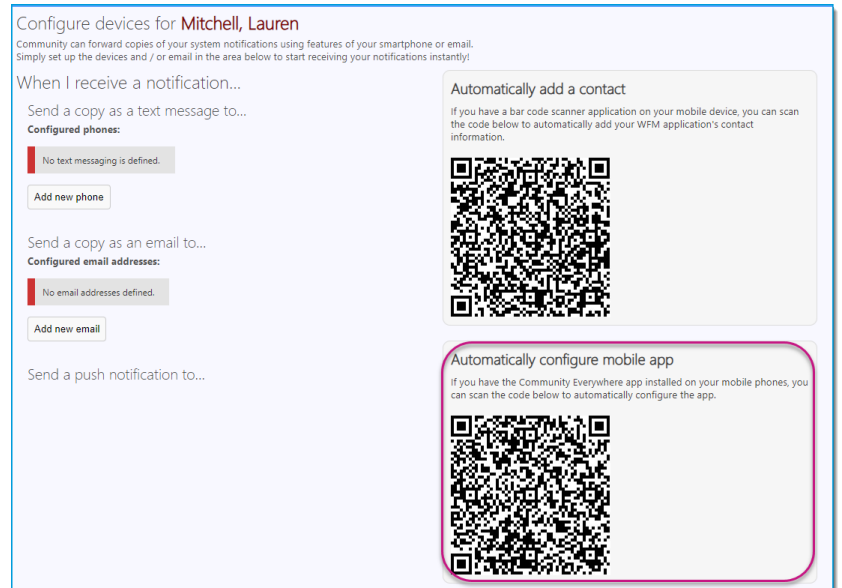 Configure devices for Mitchell, Lauren
Community can forward copies of your system notifications using features of your smartphone or email.
Simply set up the devices and / or email in the area below to start receiving your notifications instantly!
When I receive a notification...
Send a copy as a text message to...
Configured phones:
No text messaging is defined.
Add new phone
Send a copy as an email to...
Configured email addresses:
No email addresses defined.
Add new email
Send a push notification to...
Automatically add a contact
If you have a bar code scanner application on your mobile device, you can scan
the code below to automatically add your WFM application's contact
information.
Automatically configure mobile app
If you have the Community Everywhere app installed on your mobile phones, you
can scan the code below to automatically configure the app.